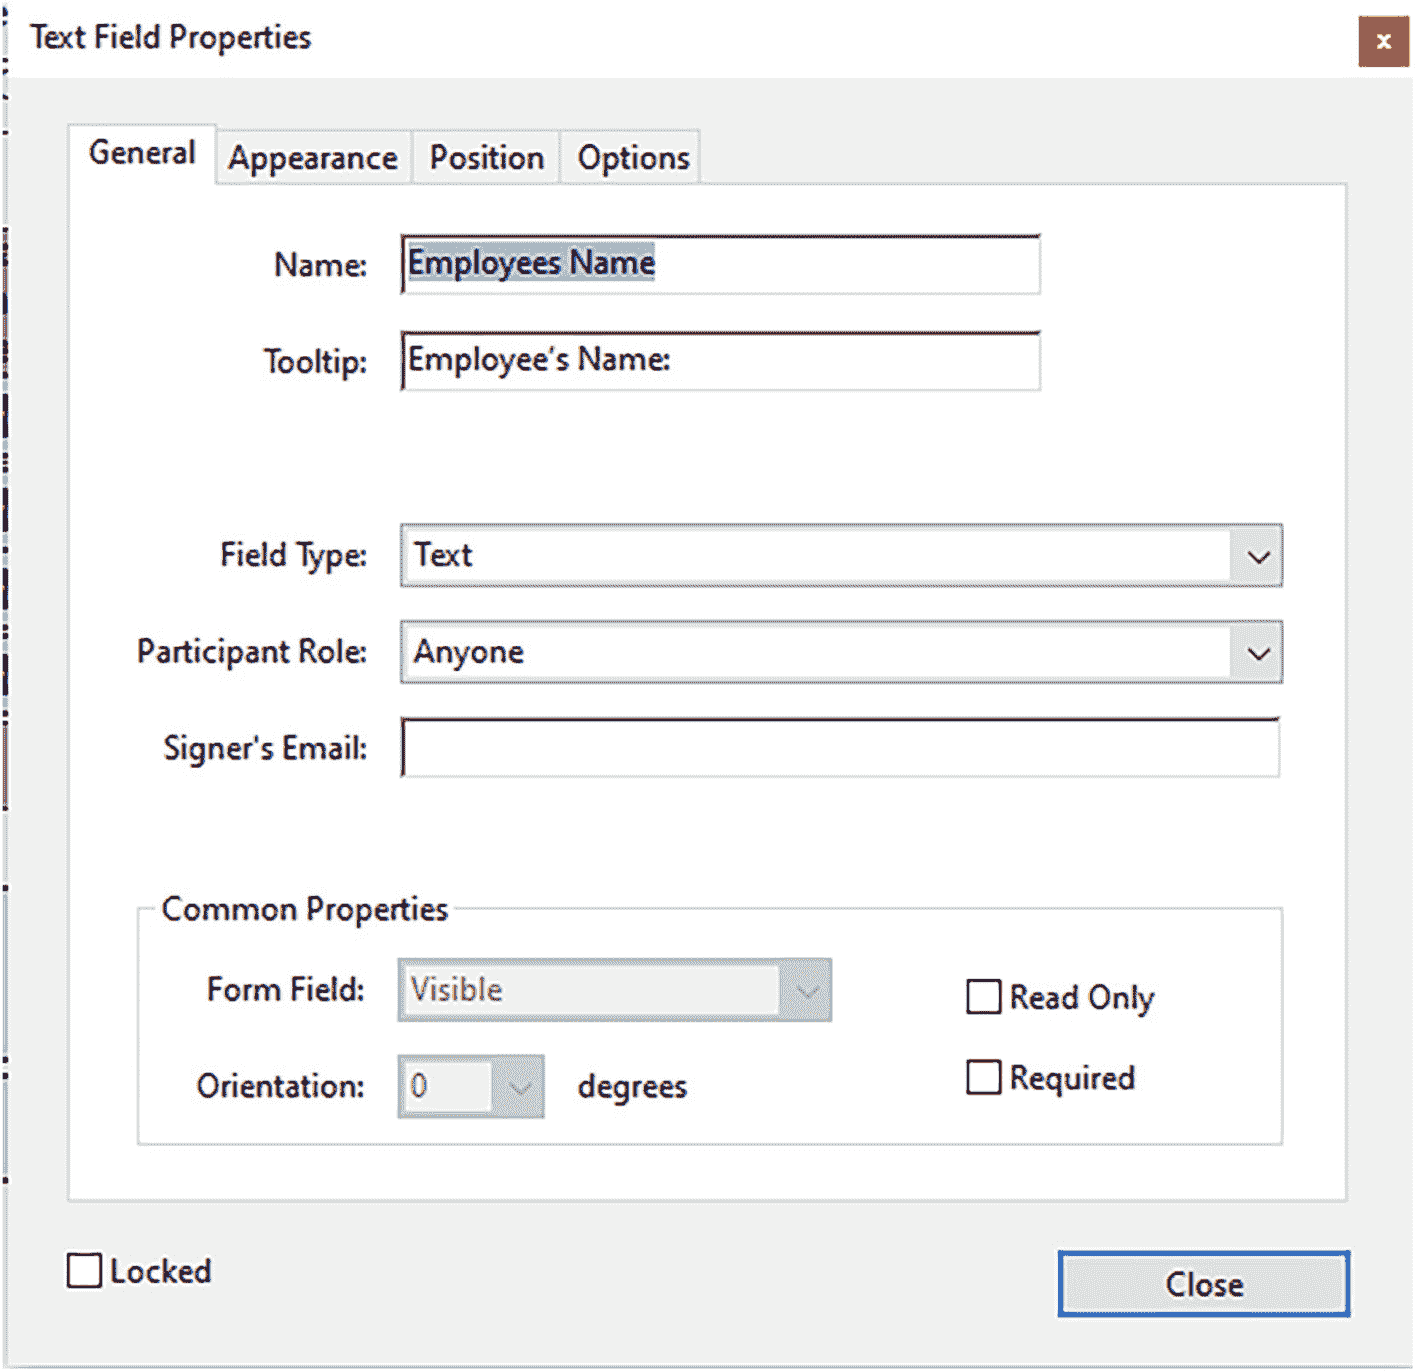 Text Field Properties
x
General Appearance Position Options
Name: Employees Name
Tooltip: Employee's Name:
Field Type: Text
Participant Role: Anyone
Signer's Email:
Common Properties
Form Field: Visible
Read Only
Orientation: 0 degrees
Required
Locked
Close